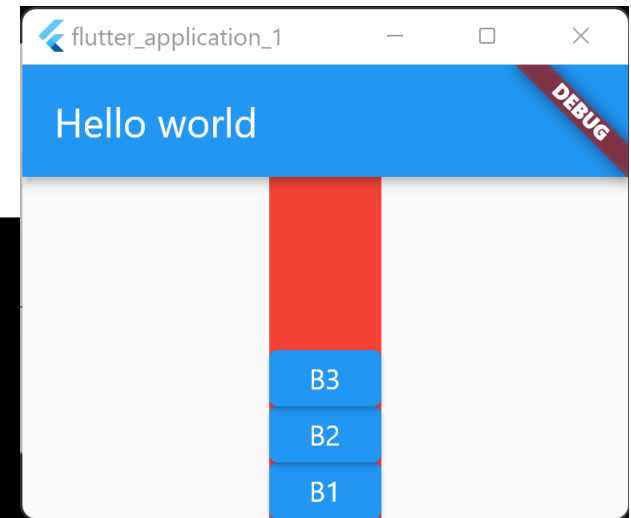 flutter_application_1
Hello world
DEBUG
B3
B2
B1